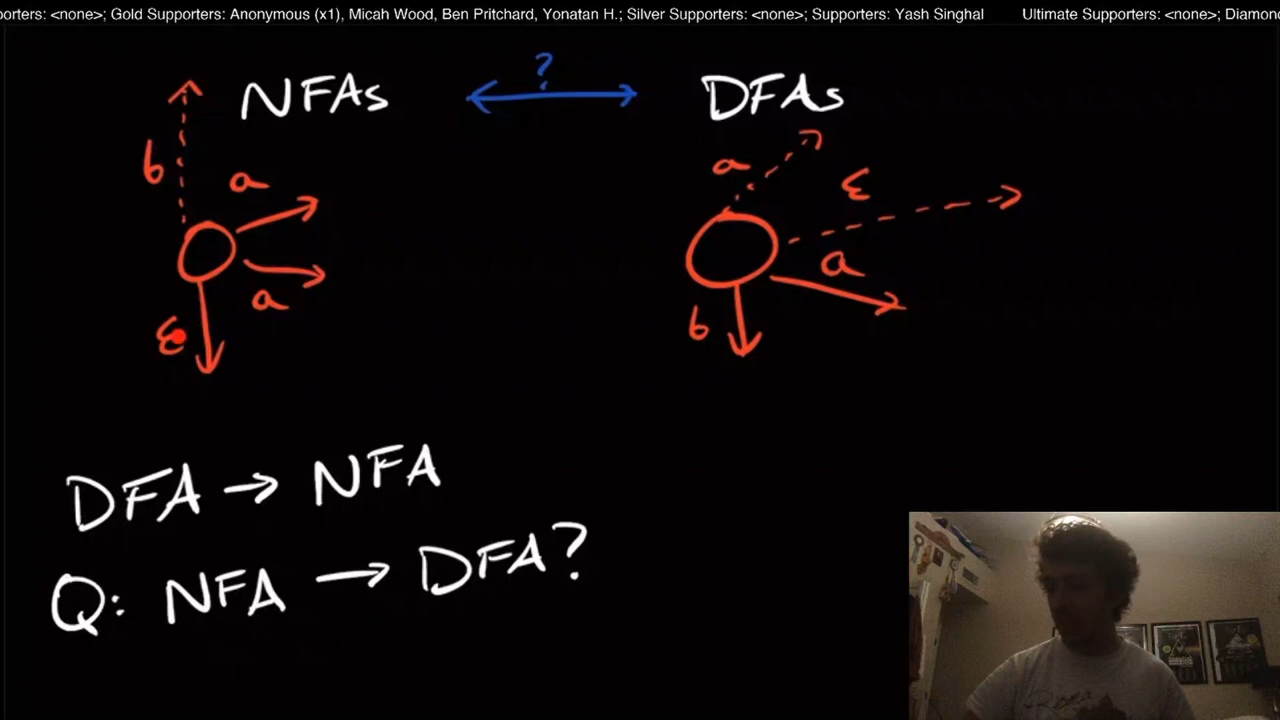 porters: <none>; Gold Supporters: Anonymous (x1), Micah Wood, Ben Pritchard, Yonatan H.; Silver Supporters: <none>; Supporters: Yash Singhal Ultimate Supporters: <none>; Diamon
NFAs ? DFAs
b a
a
ε
a ε
a
b
DFA → NFA
Q: NFA → DFA?